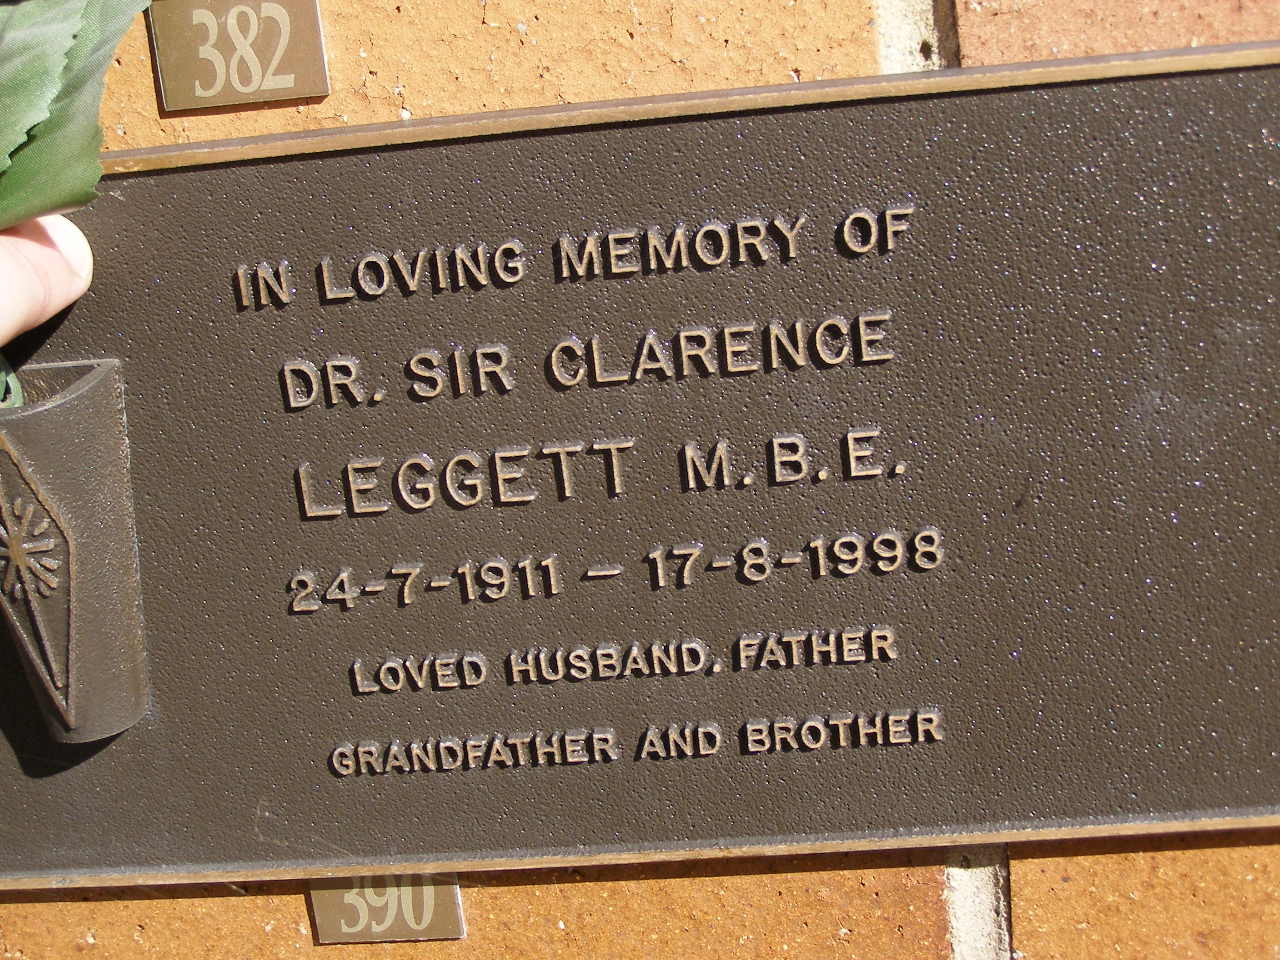 382
IN LOVING MEMORY OF
DR. SIR CLARENCE
LEGGETT M.B.E.
24-7-1911 – 17-8-1998
LOVED HUSBAND, FATHER
GRANDFATHER AND BROTHER
390